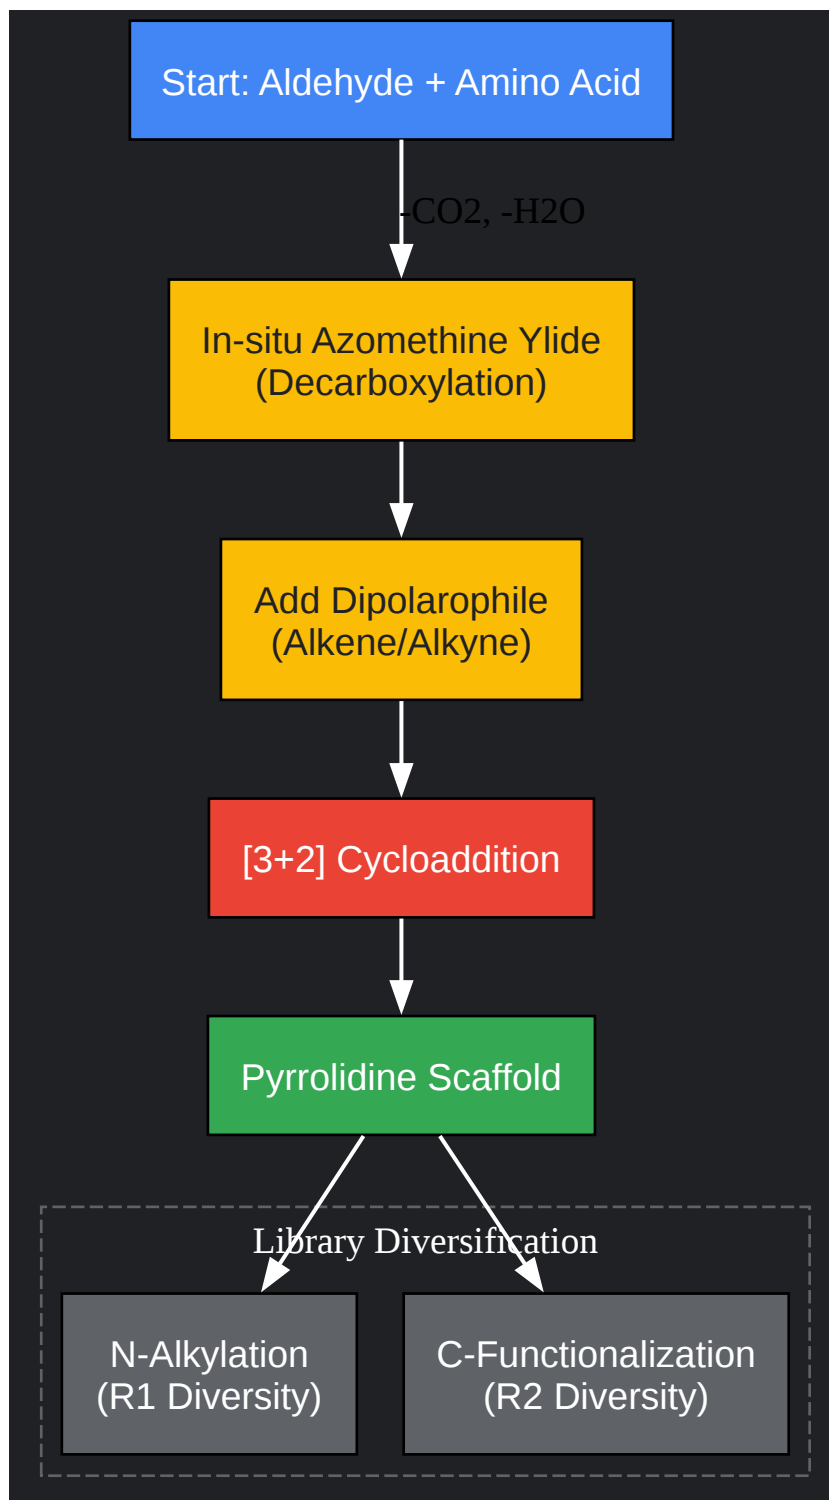 Start: Aldehyde + Amino Acid
-CO2, -H2O
In-situ Azomethine Ylide
(Decarboxylation)
Add Dipolarophile
(Alkene/Alkyne)
[3+2] Cycloaddition
Pyrrolidine Scaffold
Library Diversification
N-Alkylation
(R1 Diversity)
C-Functionalization
(R2 Diversity)